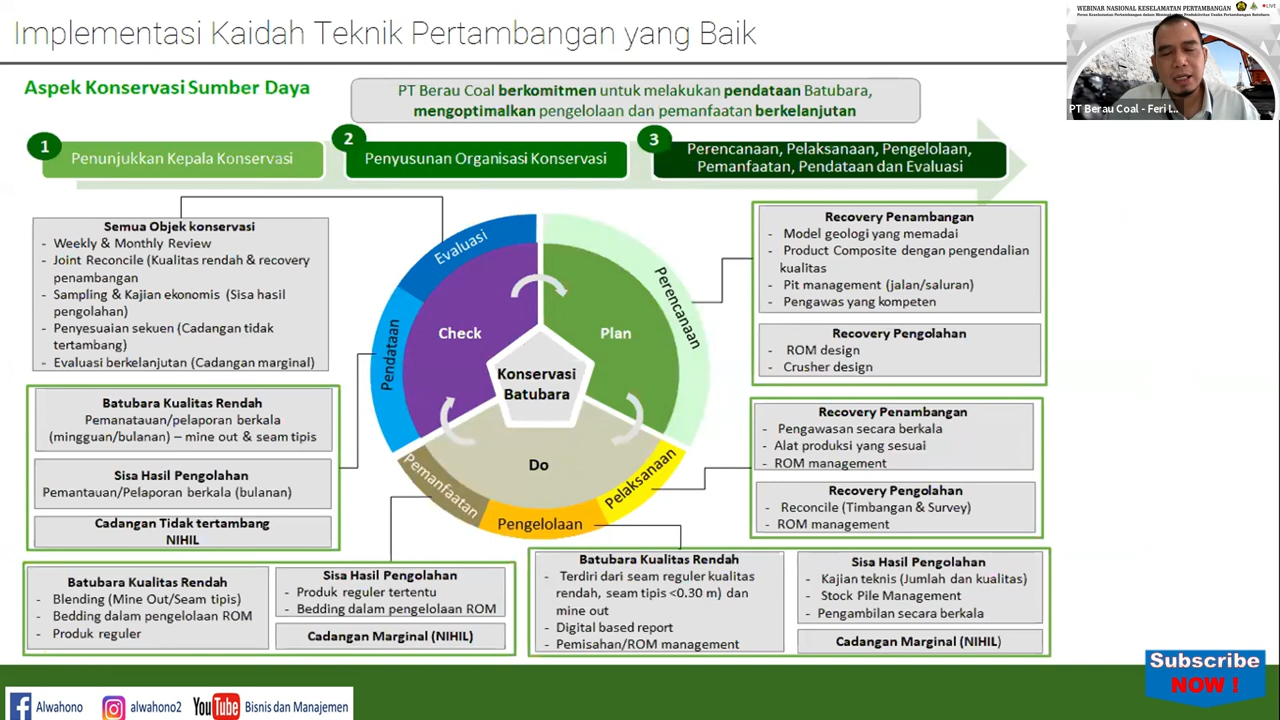 Implementasi Kaidah Teknik Pertambangan yang Baik
WEBINAR NASIONAL KESELAMATAN PERTAMBANGAN
LIVE
PT Berau Coal - Feri I...
Aspek Konservasi Sumber Daya
PT Berau Coal berkomitmen untuk melakukan pendataan Batubara,
mengoptimalkan pengelolaan dan pemanfaatan berkelanjutan
1
Penunjukkan Kepala Konservasi
2
Penyusunan Organisasi Konservasi
3
Perencanaan, Pelaksanaan, Pengelolaan,
Pemanfaatan, Pendataan dan Evaluasi
Semua Objek konservasi
- Weekly & Monthly Review
- Joint Reconcile (Kualitas rendah & recovery
penambangan
- Sampling & Kajian ekonomis (Sisa hasil
pengolahan)
- Penyesuaian sekuen (Cadangan tidak
tertambang)
- Evaluasi berkelanjutan (Cadangan marginal)
Batubara Kualitas Rendah
Pemanatauan/pelaporan berkala
(mingguan/bulanan) – mine out & seam tipis
Sisa Hasil Pengolahan
Pemantauan/Pelaporan berkala (bulanan)
Cadangan Tidak tertambang
NIHIL
Evaluasi
Perencanaan
Pendataan
Check
Plan
Konservasi
Batubara
Do
Pemanfaatan
Pengelolaan
Pelaksanaan
Recovery Penambangan
- Model geologi yang memadai
- Product Composite dengan pengendalian
kualitas
- Pit management (jalan/saluran)
- Pengawas yang kompeten
Recovery Pengolahan
- ROM design
- Crusher design
Recovery Penambangan
- Pengawasan secara berkala
- Alat produksi yang sesuai
- ROM management
Recovery Pengolahan
- Reconcile (Timbangan & Survey)
- ROM management
Batubara Kualitas Rendah
- Blending (Mine Out/Seam tipis)
- Bedding dalam pengelolaan ROM
- Produk reguler
Sisa Hasil Pengolahan
- Produk reguler tertentu
- Bedding dalam pengelolaan ROM
Cadangan Marginal (NIHIL)
Batubara Kualitas Rendah
- Terdiri dari seam reguler kualitas
rendah, seam tipis <0.30 m) dan
mine out
- Digital based report
- Pemisahan/ROM management
Sisa Hasil Pengolahan
- Kajian teknis (Jumlah dan kualitas)
- Stock Pile Management
- Pengambilan secara berkala
Cadangan Marginal (NIHIL)
Subscribe
NOW !
Alwahono
alwahono2
YouTube
Bisnis dan Manajemen